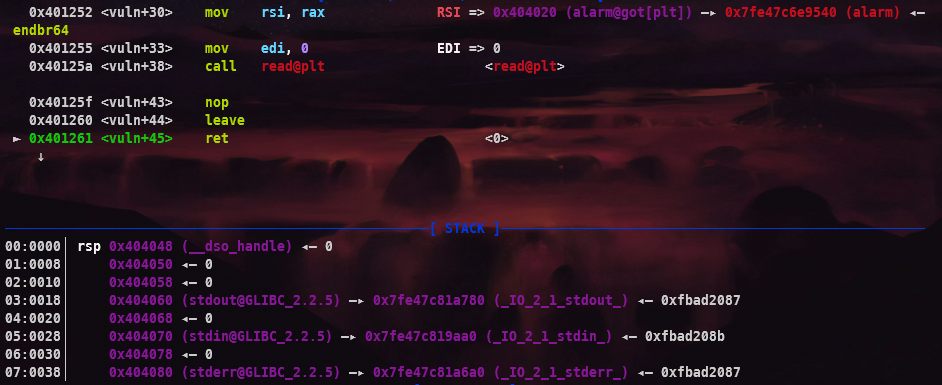 0x401252 <vuln+30> mov rsi, rax RSI => 0x404020 (alarm@got[plt]) —▸ 0x7fe47c6e9540 (alarm) ◂—
endbr64
0x401255 <vuln+33> mov edi, 0 EDI => 0
0x40125a <vuln+38> call read@plt <read@plt>
0x40125f <vuln+43> nop
0x401260 <vuln+44> leave
► 0x401261 <vuln+45> ret <0>
↓
[ STACK ]
00:0000│ rsp 0x404048 (__dso_handle) ◂— 0
01:0008│ 0x404050 ◂— 0
02:0010│ 0x404058 ◂— 0
03:0018│ 0x404060 (stdout@GLIBC_2.2.5) —▸ 0x7fe47c81a780 (_IO_2_1_stdout_) ◂— 0xfbad2087
04:0020│ 0x404068 ◂— 0
05:0028│ 0x404070 (stdin@GLIBC_2.2.5) —▸ 0x7fe47c819aa0 (_IO_2_1_stdin_) ◂— 0xfbad208b
06:0030│ 0x404078 ◂— 0
07:0038│ 0x404080 (stderr@GLIBC_2.2.5) —▸ 0x7fe47c81a6a0 (_IO_2_1_stderr_) ◂— 0xfbad2087